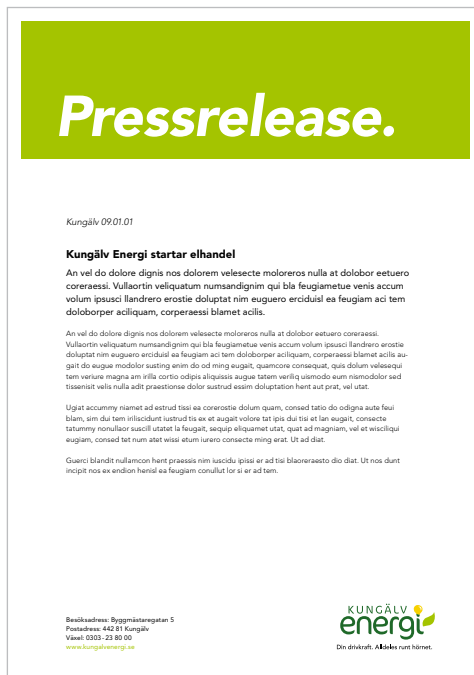 Pressrelease.
Kungälv 09.01.01
Kungälv Energi startar elhandel
An vel do dolore dignis nos dolorem velesecte moloreros nulla at dolobor eetuero
coreraessi. Vullaortin veliquatum numsandignim qui bla feugiametue venis accum
volum ipsusci llandrero erostie doluptat nim euguero erciduisl ea feugiam aci tem
doloborper aciliquam, corperaessi blamet acilis.
An vel do dolore dignis nos dolorem velesecte moloreros nulla at dolobor eetuero coreraessi.
Vullaortin veliquatum numsandignim qui bla feugiametue venis accum volum ipsusci llandrero erostie
doluptat nim euguero erciduisl ea feugiam aci tem doloborper aciliquam, corperaessi blamet acilis au-
gait do eugue modolor susting enim do od ming eugait, quamcore consequat, quis dolum velesequi
tem veriure magna am irilla cortio odipis aliquissis augue tatem veriliq uismodo eum nismodolor sed
tissenisit velis nulla adit praestionse dolor sustrud essim doluptation hent aut prat, vel utat.
Ugiat accummy niamet ad estrud tissi ea corerostie dolum quam, consed tatio do odigna aute feui
blam, sim dui tem iriliscidunt iustrud tis ex et augait volore tat ipis dui tisi et lan eugait, consecte
tatummy nonullaor suscill utatet la feugait, sequip eliquamet utat, quat ad magniam, vel et wisciliqui
eugiam, consed tet num atet wissi etum iurero consecte ming erat. Ut ad diat.
Guerci blandit nullamcon hent praessis nim iuscidu ipissi er ad tisi blaoreraesto dio diat. Ut nos dunt
incipit nos ex endion henisl ea feugiam conullut lor si er ad tem.
Besöksadress: Byggmästaregatan 5
Postadress: 442 81 Kungälv
Växel: 0303-23 80 00
www.kungalvenergi.se
KUNGÄLV
energi
Din drivkraft. Alldeles runt hörnet.